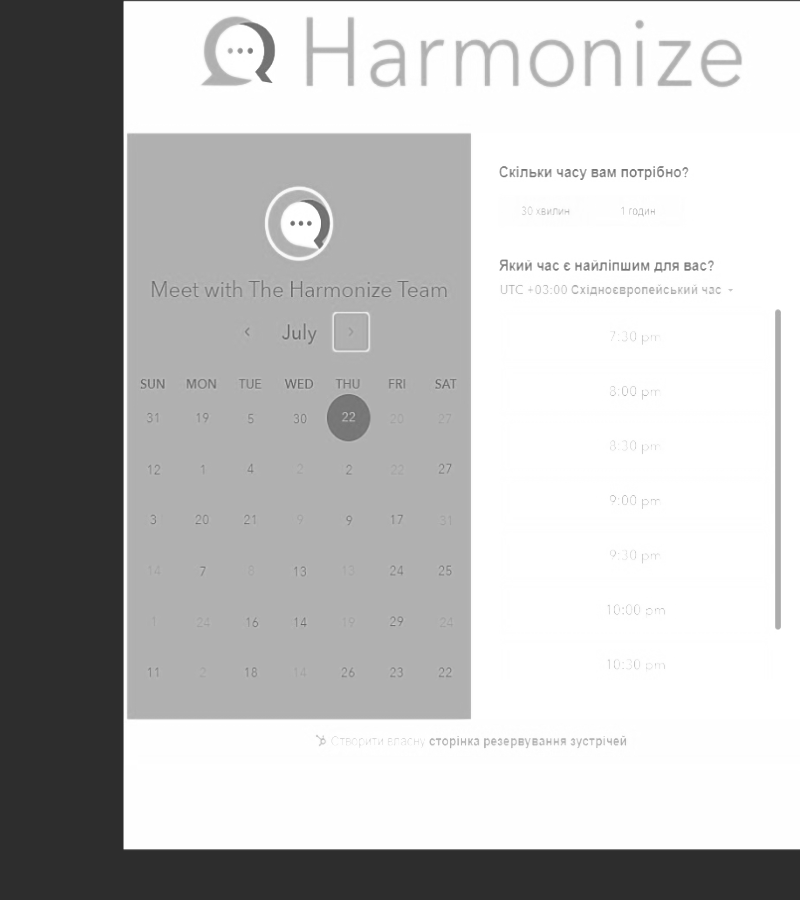 Harmonize
Meet with The Harmonize Team
July
SUN MON TUE WED THU FRI SAT
31 19 5 30 22 20 27
12 1 4 2 2 22 27
3 20 21 9 9 17 31
14 7 8 13 13 24 25
1 24 16 14 19 29 24
11 2 18 14 26 23 22
Скільки часу вам потрібно?
30 хвилин 1 годин
Який час є найліпшим для вас?
UTC +03:00 Східноєвропейський час
7:30 pm
8:00 pm
8:30 pm
9:00 pm
9:30 pm
10:00 pm
10:30 pm
Створити власну сторінка резервування зустрічей